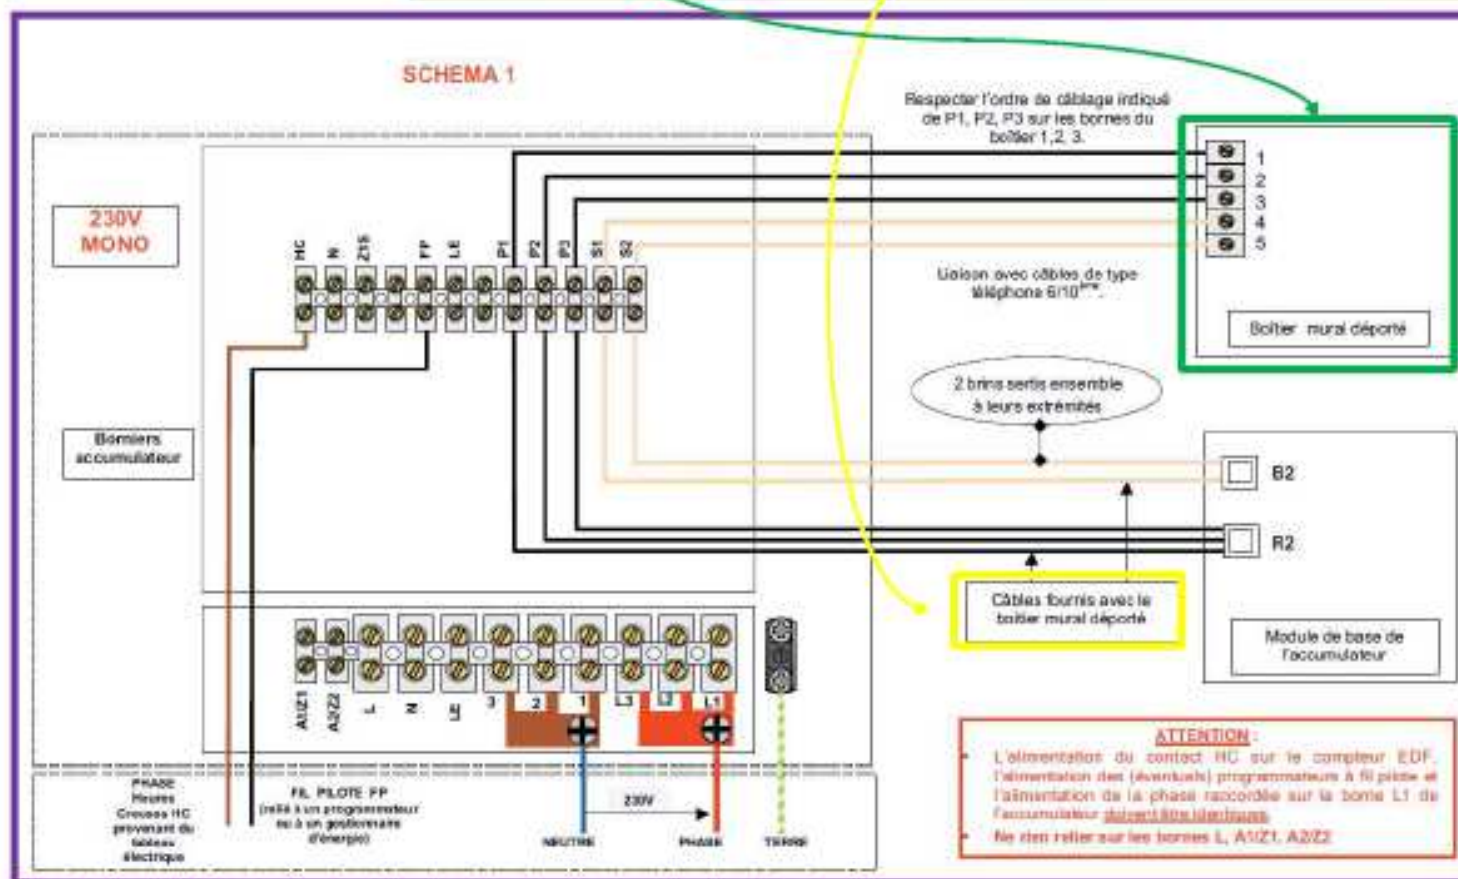 SCHEMA 1
Respecter l'ordre de câblage indiqué
de P1, P2, P3 sur les bornes du
boîtier 1,2, 3.
230V
MONO
HC
N
Z1S
FP
LE
P1
P2
P3
S1
S2
1
2
3
4
5
Liaison avec câbles de type
téléphone 6/10ème.
Boîtier mural déporté
2 brins sertis ensemble
à leurs extrémités
Borniers
accumulateur
B2
R2
Câbles fournis avec le
boîtier mural déporté
Module de base de
l'accumulateur
A1/Z1
A2/Z2
L
N
LE
3
2
1
L3
L2
L1
ATTENTION :
L'alimentation du contact HC sur le compteur EDF,
l'alimentation des (éventuels) programmateurs à fil pilote et
l'alimentation de la phase raccordée sur la borne L1 de
l'accumulateur doivent être identiques
Ne rien relier sur les bornes L, A1/Z1, A2/Z2
PHASE
Heures
Creuses HC
provenant du
tableau
électrique
FIL PILOTE FP
(relié à un programmateur
ou à un gestionnaire
d'énergie)
230V
NEUTRE
PHASE
TERRE